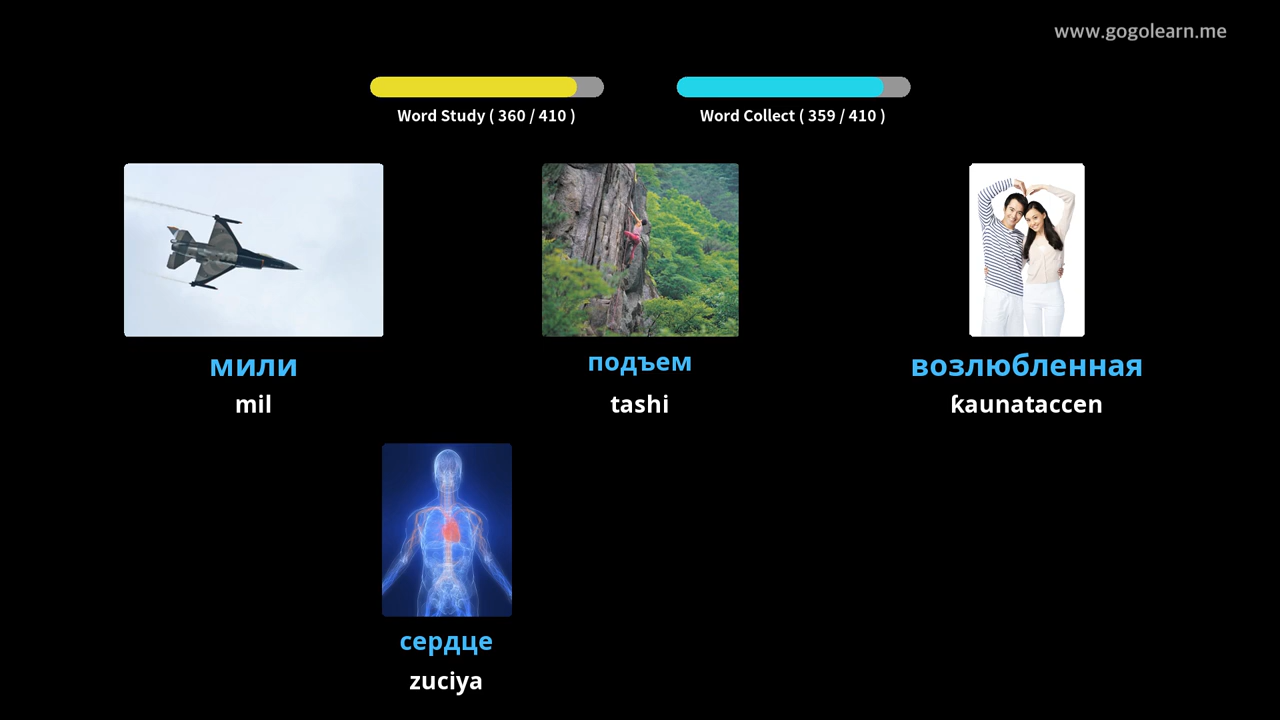 www.gogolearn.me
Word Study ( 360 / 410 )
Word Collect ( 359 / 410 )
мили
mil
подъем
tashi
возлюбленная
ƙaunataccen
сердце
zuciya